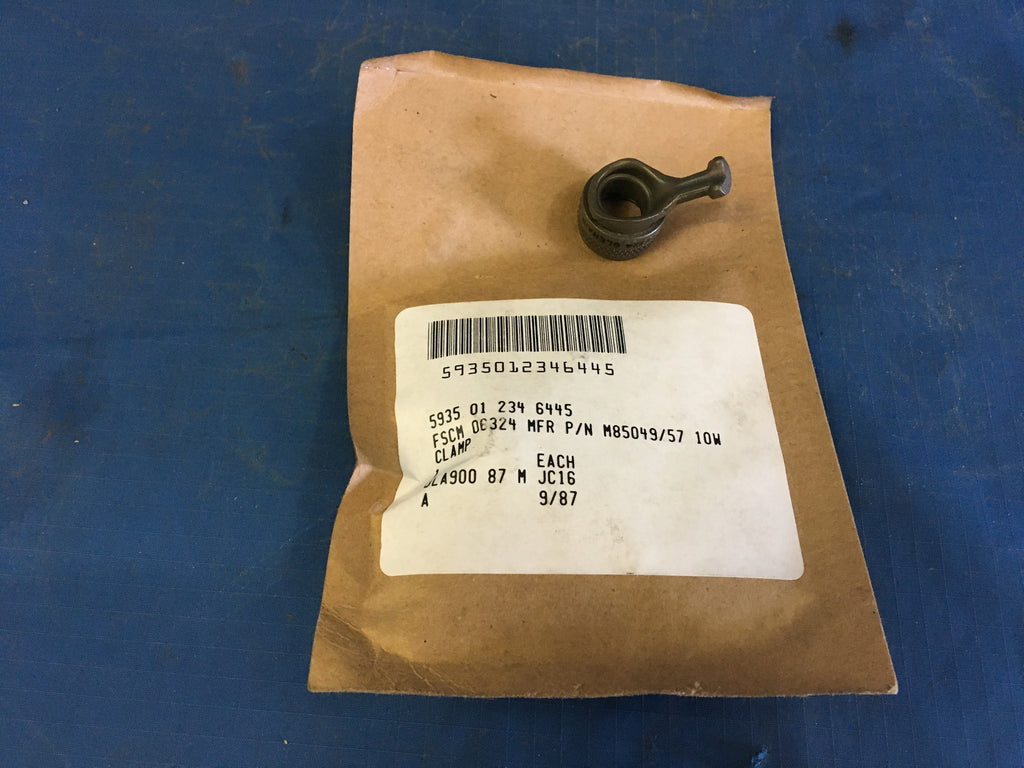 5935012346445
5935 01 234 6445
FSCM 06324 MFR P/N M85049/57 10W
CLAMP
EACH
87 M JC16
A 9/87